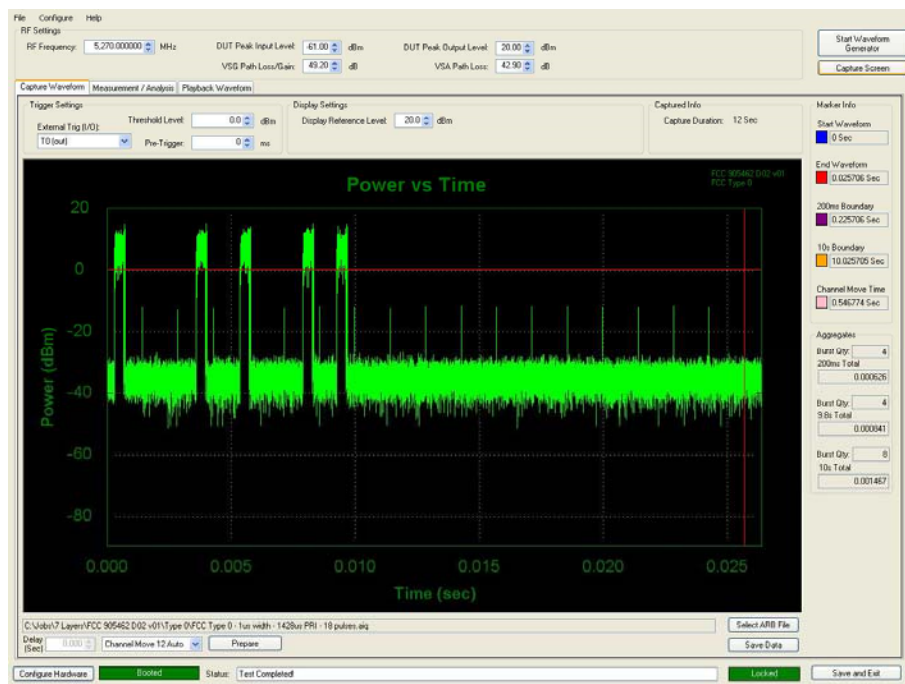 File Configure Help
RF Settings
RF Frequency: 5,270.000000 MHz
DUT Peak Input Level: -61.00 dBm
DUT Peak Output Level: 20.00 dBm
VSG Path Loss/Gain: 49.20 dB
VSA Path Loss: 42.90 dB
Start Waveform Generator
Capture Screen
Capture Waveform Measurement / Analysis Playback Waveform
Trigger Settings
External Trig (I/O):
T0 (out)
Threshold Level: 0.0 dBm
Pre-Trigger: 0 ms
Display Settings
Display Reference Level: 20.0 dBm
Captured Info
Capture Duration: 12 Sec
Marker Info
Start Waveform
0 Sec
End Waveform
0.025706 Sec
200ms Boundary
0.225706 Sec
10s Boundary
10.025705 Sec
Channel Move Time
0.546774 Sec
Aggregates
Burst Qty: 4
200ms Total
0.000626
Burst Qty: 4
9.8s Total
0.000841
Burst Qty: 8
10s Total
0.001467
Power vs Time
FCC 905462 D02 v01
FCC Type 0
20
0
-20
-40
-60
-80
Power (dBm)
0.000 0.005 0.010 0.015 0.020 0.025
Time (sec)
C:\Jobs\7 Layers\FCC 905462 D02 v01\Type 0\FCC Type 0 - 1us width - 1428us PRI - 18 pulses.aiq
Select ARB File
Delay (Sec) 0.000 Channel Move 12 Auto Prepare
Save Data
Configure Hardware Booted Status: Test Completed! Locked Save and Exit